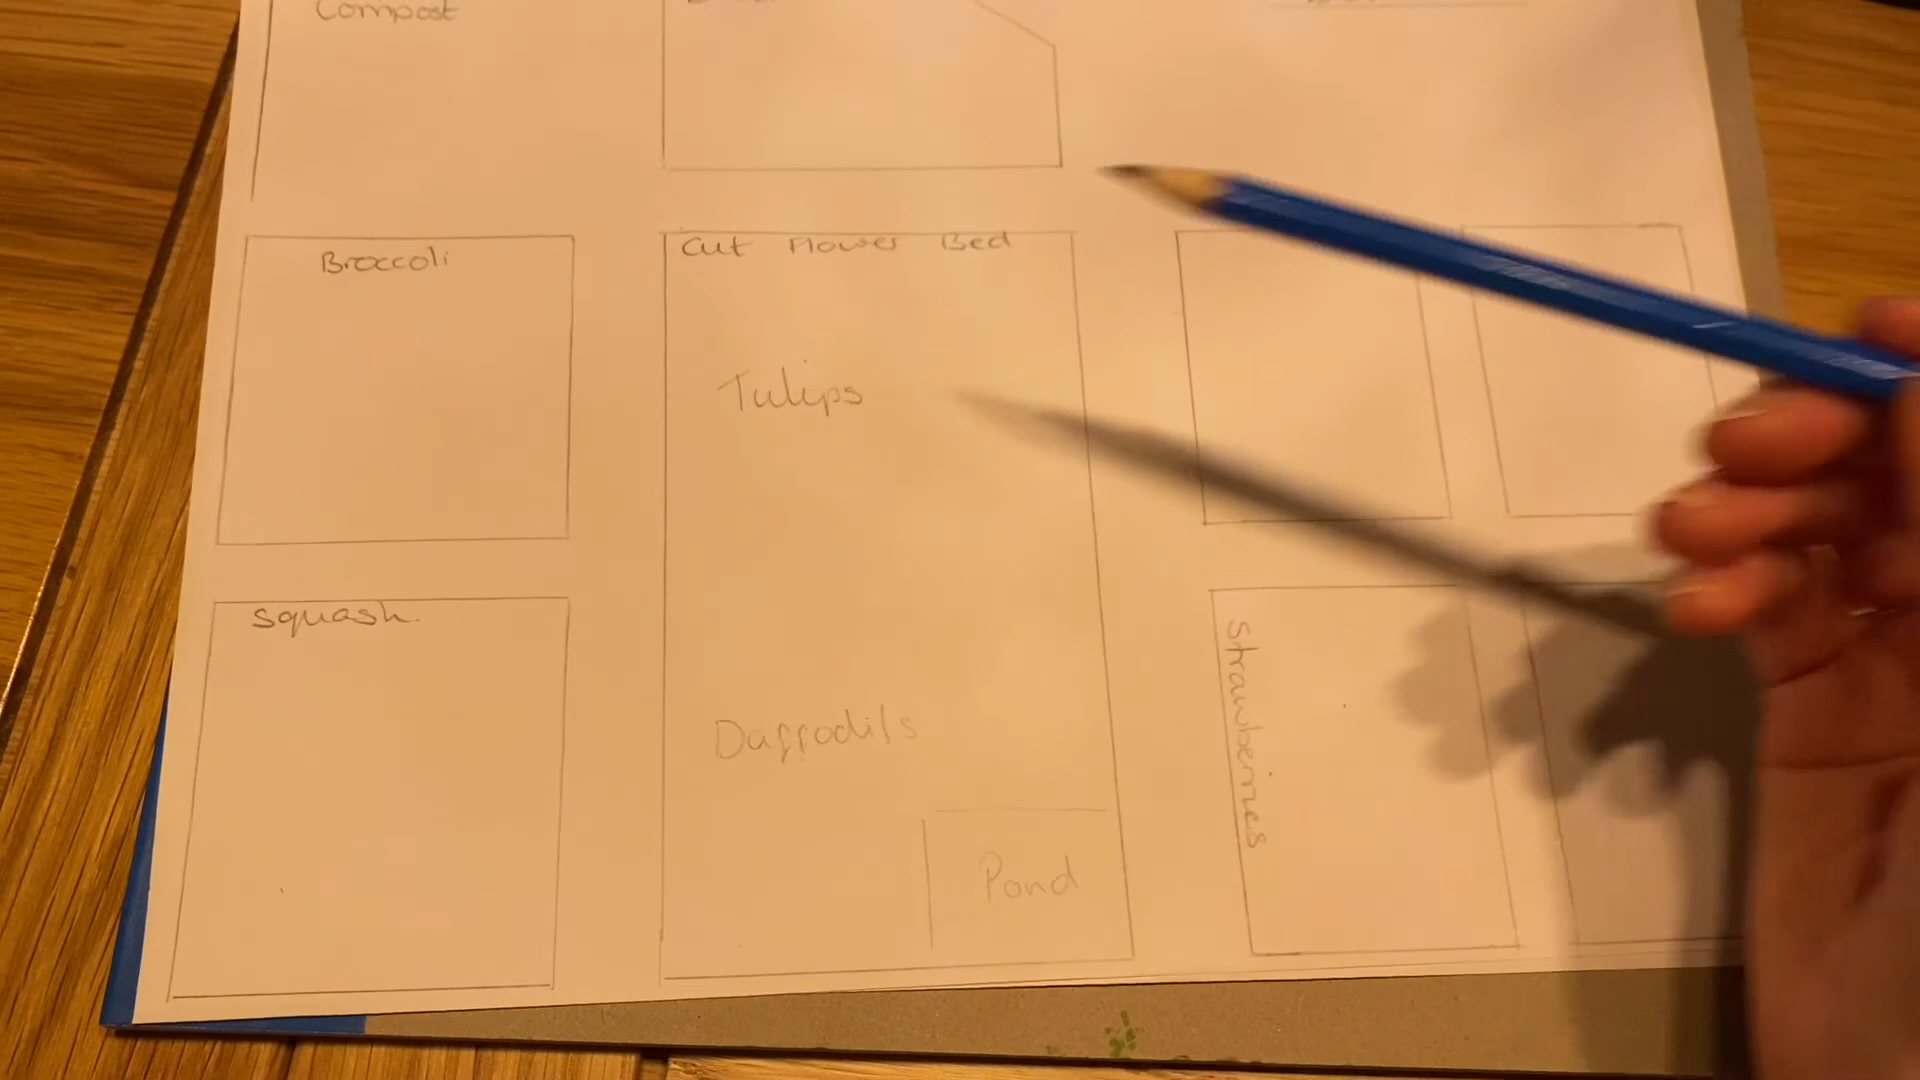 Compost
Broccoli
Cut Flower Bed
Tulips
Squash
Strawberries
Daffodils
Pond